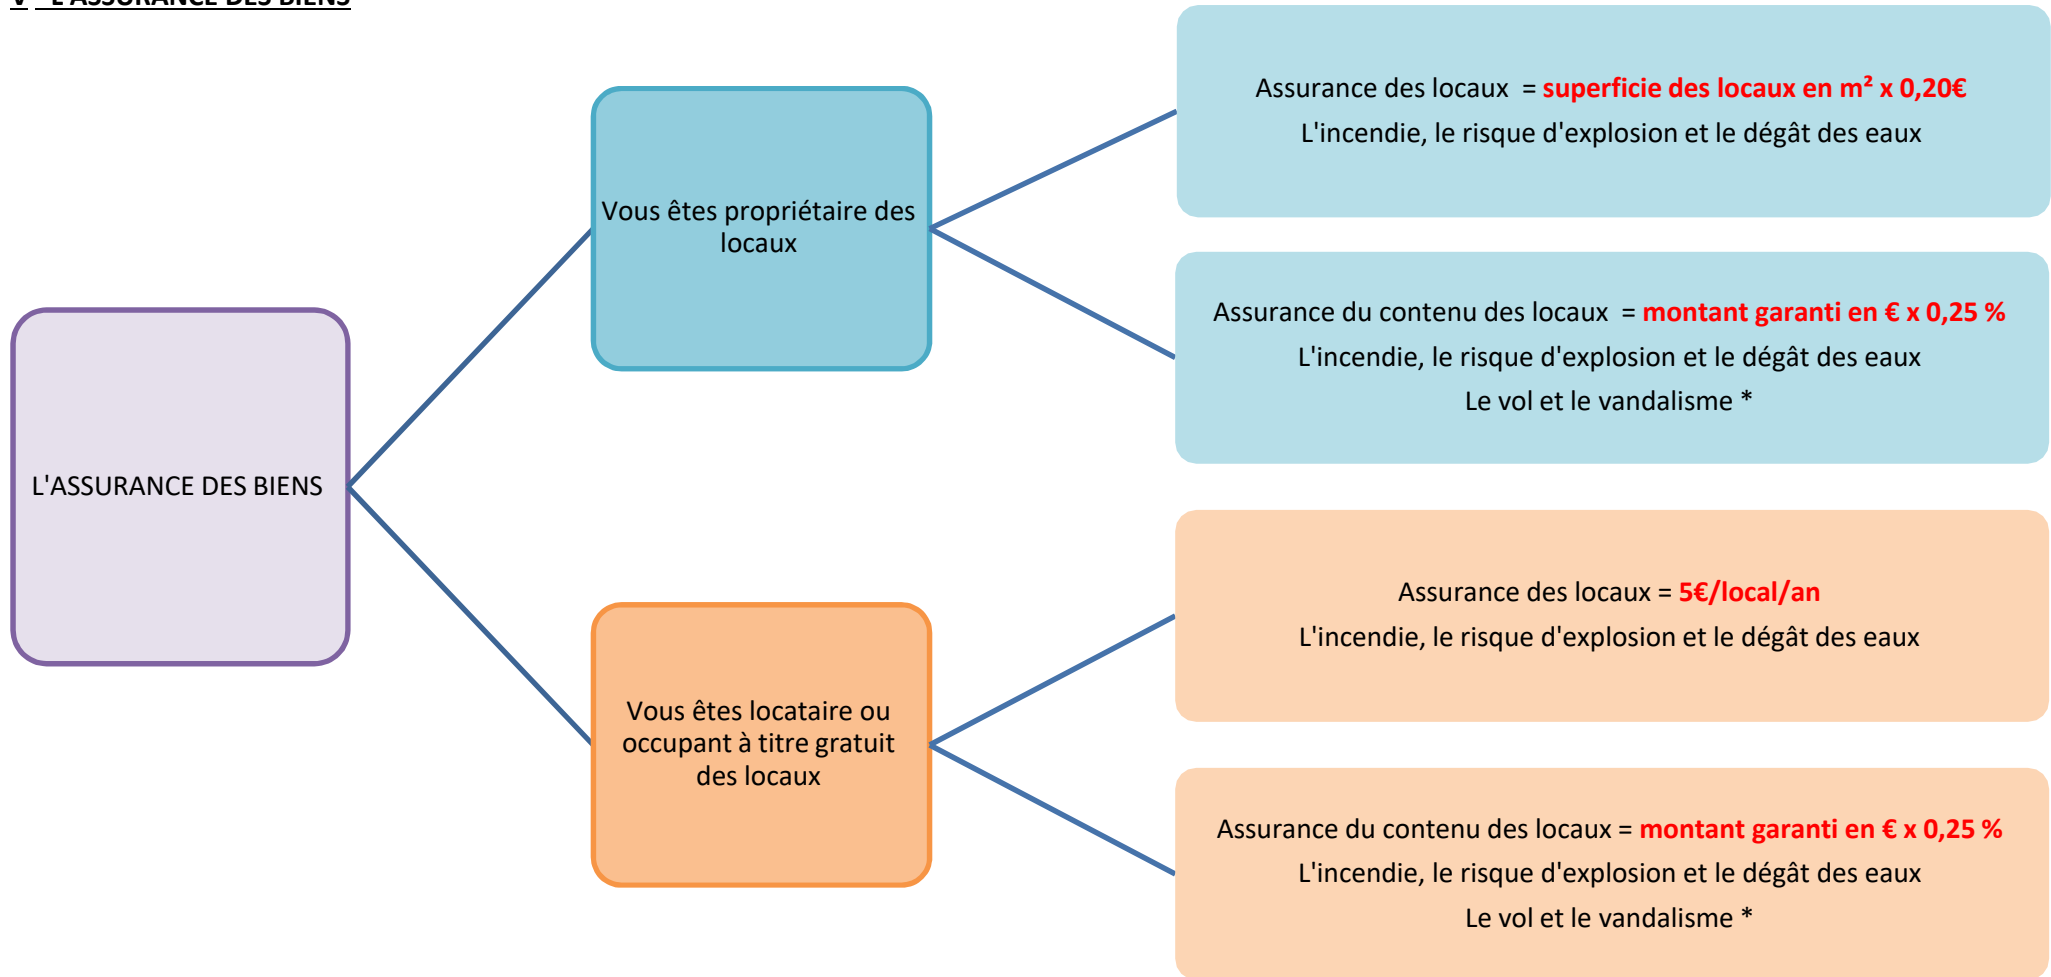 V - L'ASSURANCE DES BIENS
L'ASSURANCE DES BIENS
Vous êtes propriétaire des
locaux
Assurance des locaux = superficie des locaux en m² x 0,20€
L'incendie, le risque d'explosion et le dégât des eaux
Assurance du contenu des locaux = montant garanti en € x 0,25 %
L'incendie, le risque d'explosion et le dégât des eaux
Le vol et le vandalisme *
Vous êtes locataire ou
occupant à titre gratuit
des locaux
Assurance des locaux = 5€/local/an
L'incendie, le risque d'explosion et le dégât des eaux
Assurance du contenu des locaux = montant garanti en € x 0,25 %
L'incendie, le risque d'explosion et le dégât des eaux
Le vol et le vandalisme *